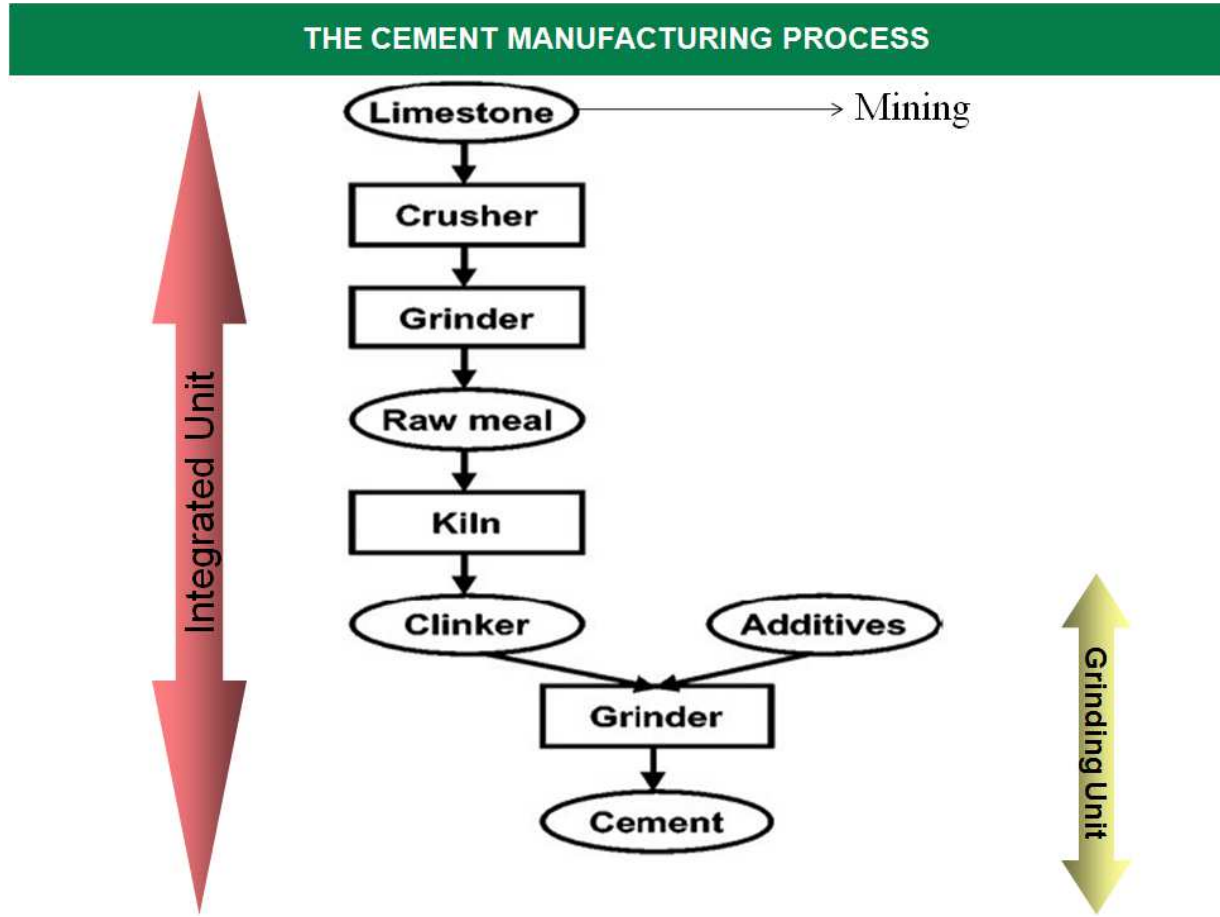 THE CEMENT MANUFACTURING PROCESS
Limestone
Mining
Crusher
Grinder
Raw meal
Kiln
Clinker
Additives
Grinder
Cement
Integrated Unit
Grinding Unit